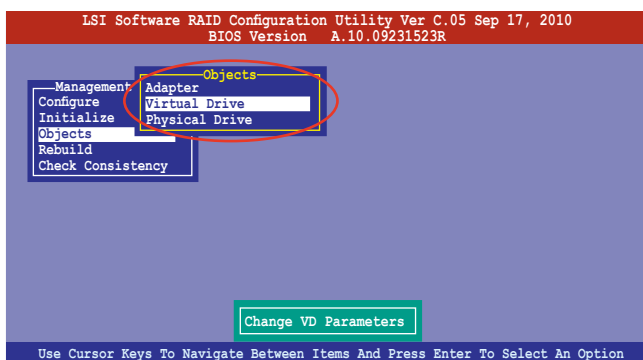 LSI Software RAID Configuration Utility Ver C.05 Sep 17, 2010
BIOS Version A.10.09231523R
Management
Configure
Initialize
Objects
Rebuild
Check Consistency
Objects
Adapter
Virtual Drive
Physical Drive
Change VD Parameters
Use Cursor Keys To Navigate Between Items And Press Enter To Select An Option